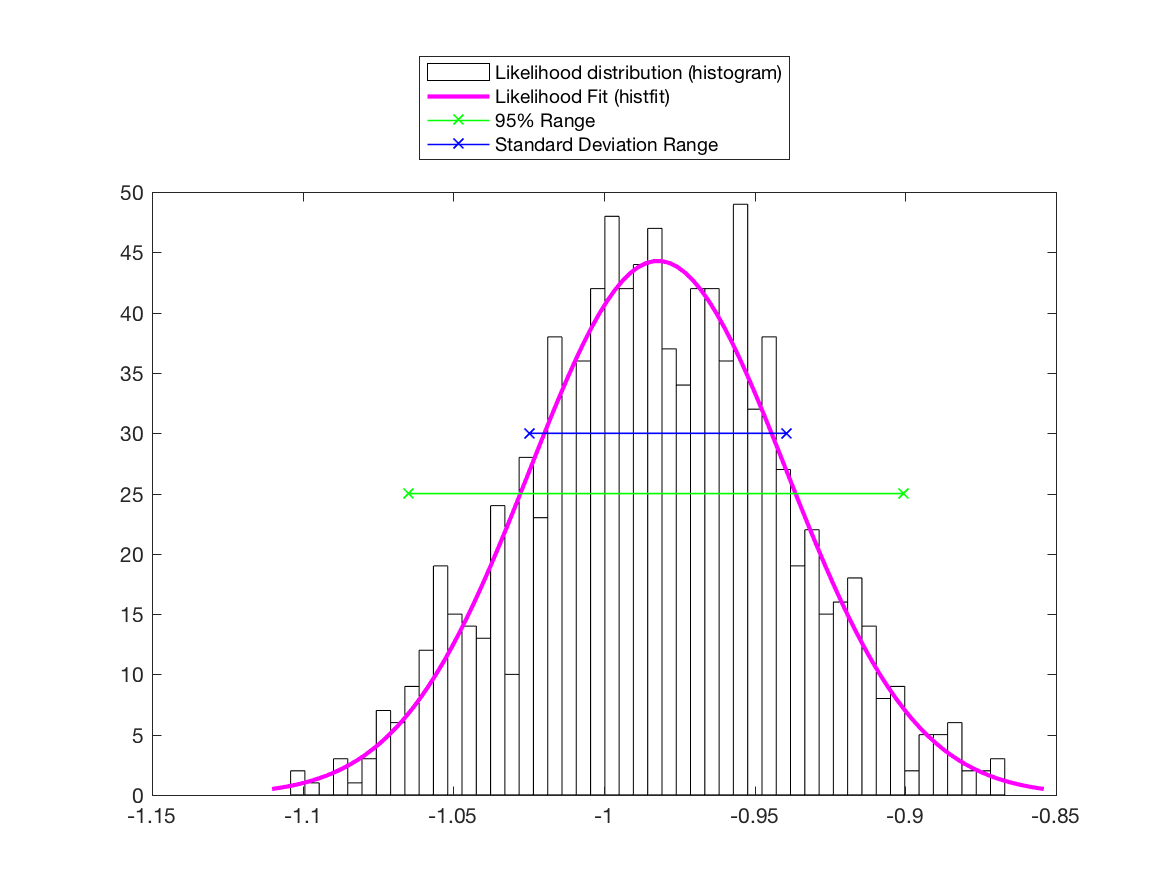 Likelihood distribution (histogram)
Likelihood Fit (histfit)
95% Range
Standard Deviation Range
50
45
40
35
30
25
20
15
10
5
0
-1.15 -1.1 -1.05 -1 -0.95 -0.9 -0.85